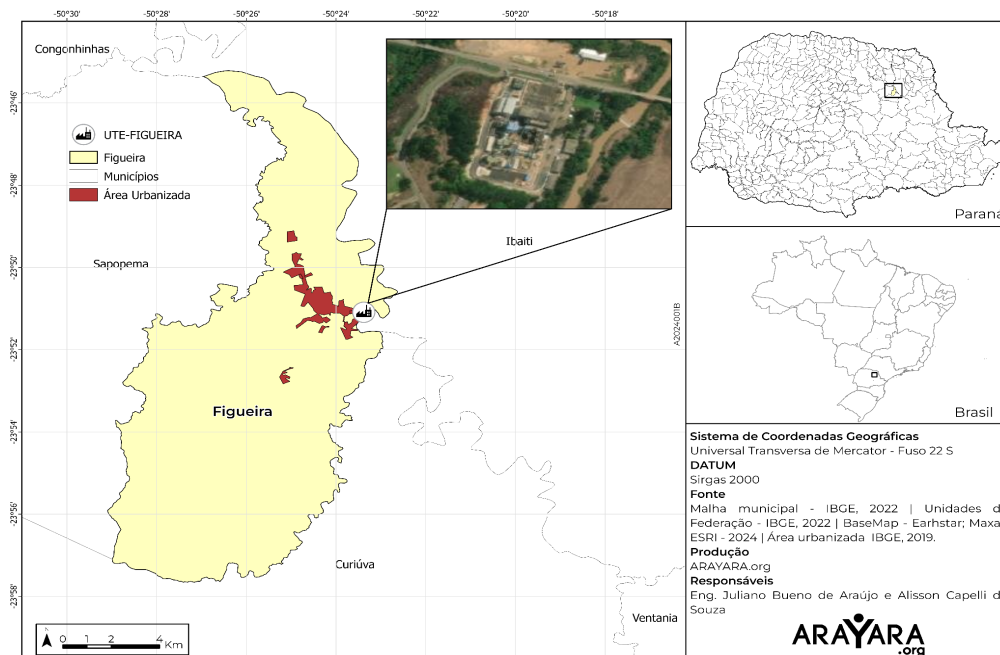 -50°30' -50°28' -50°26' -50°24' -50°22' -50°20' -50°18'
Congonhinhas
-23°46'
UTE-FIGUEIRA
Figueira
Municípios
Área Urbanizada
-23°48'
Ibaiti
Sapopema
-23°50'
-23°52'
Figueira
-23°54'
-23°56'
Curiúva
-23°58'
Ventania
0 1 2 4
Km
A2024001B
Paraná
Brasil
Sistema de Coordenadas Geográficas
Universal Transversa de Mercator - Fuso 22 S
DATUM
Sirgas 2000
Fonte
Malha municipal - IBGE, 2022 | Unidades d
Federação - IBGE, 2022 | BaseMap - Earhstar; Maxa
ESRI - 2024 | Área urbanizada IBGE, 2019.
Produção
ARAYARA.org
Responsáveis
Eng. Juliano Bueno de Araújo e Alisson Capelli d
Souza
ARAYARA
.org